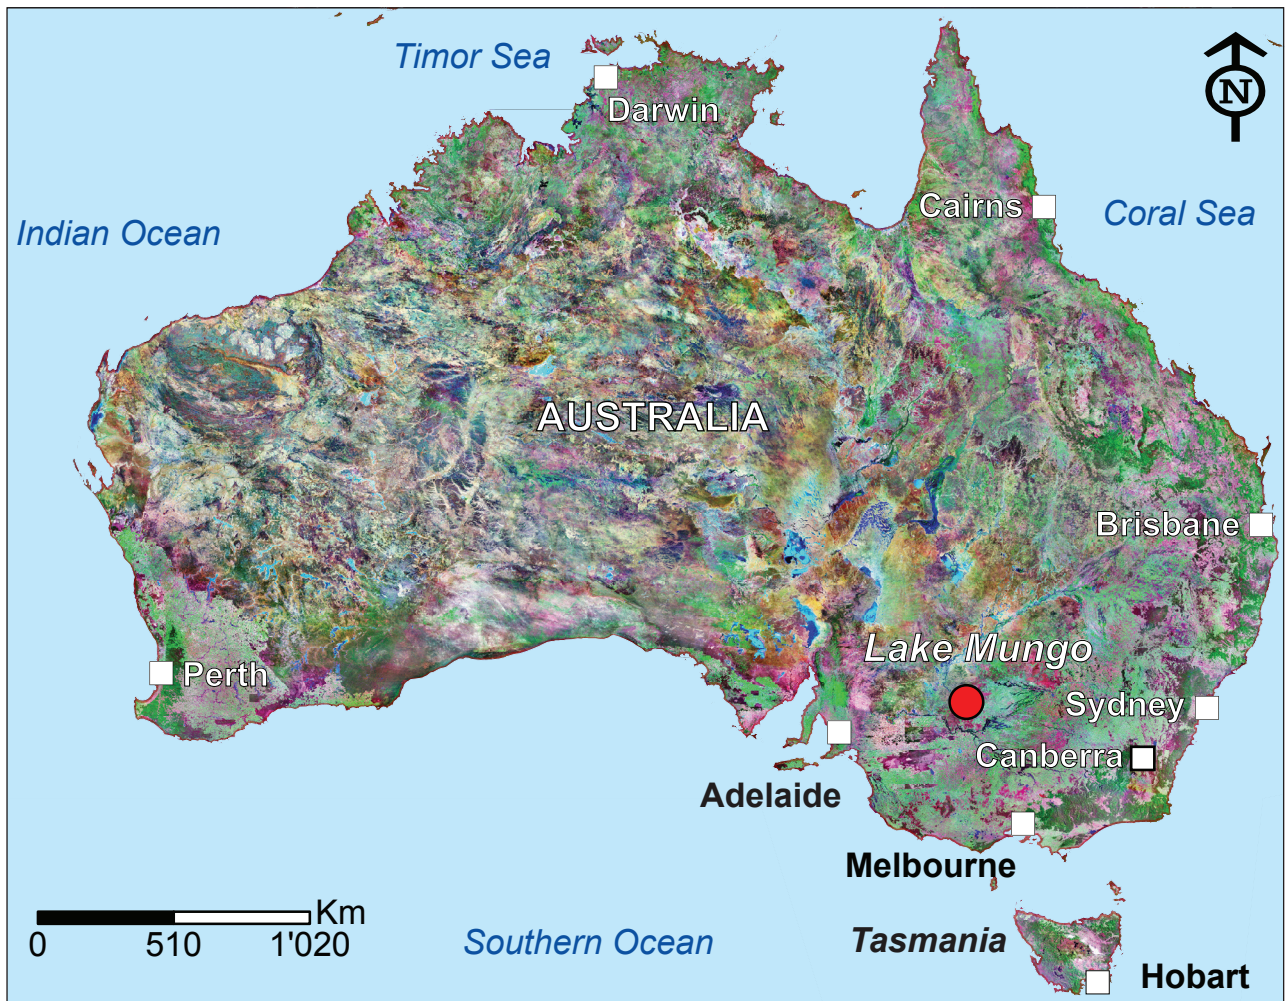 Timor Sea
N
Darwin
Cairns
Coral Sea
Indian Ocean
AUSTRALIA
Brisbane
Lake Mungo
Perth
Sydney
Canberra
Adelaide
Melbourne
Km
0 510 1'020
Southern Ocean
Tasmania
Hobart